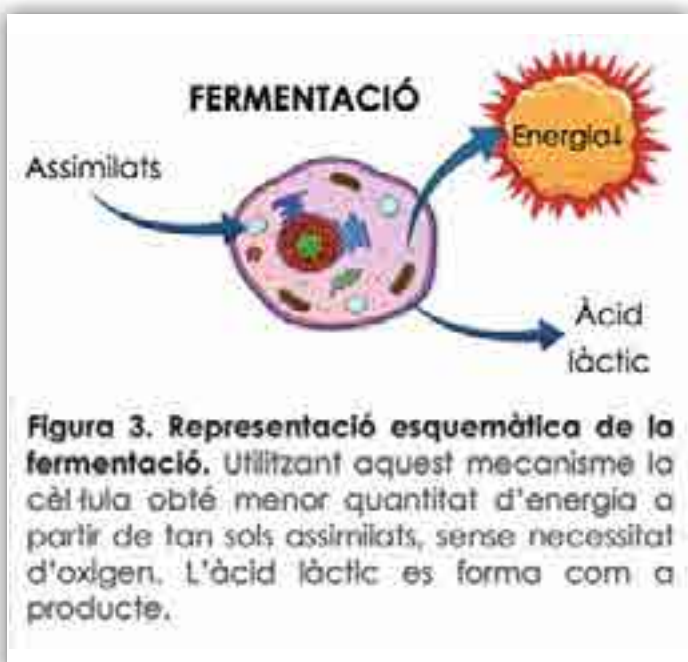 FERMENTACIÓ
Assimilats
Energia↓
Àcid
làctic
Figura 3. Representació esquemàtica de la
fermentació. Utilitzant aquest mecanisme la
cèl·lula obté menor quantitat d'energia a
partir de tan sols assimilats, sense necessitat
d'oxigen. L'àcid làctic es forma com a
producte.